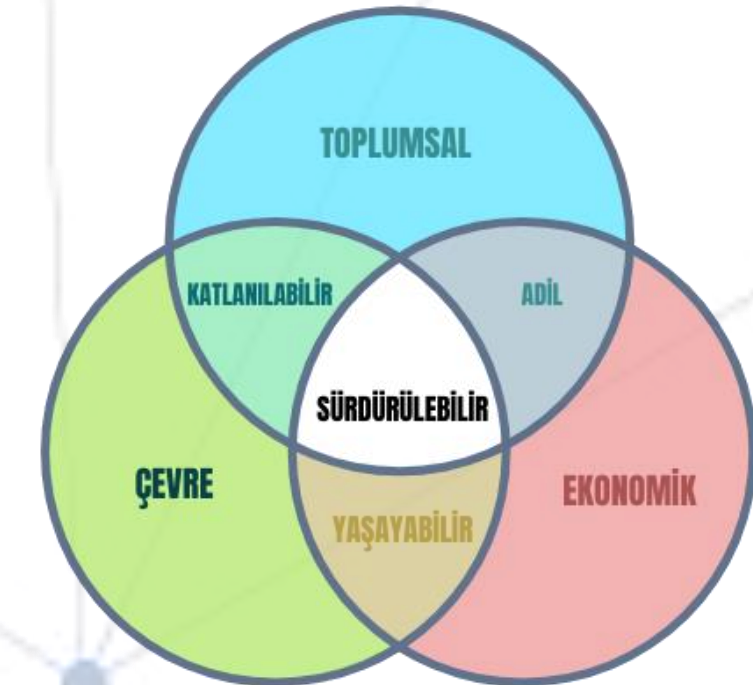 TOPLUMSAL
KATLANILABİLİR
ADİL
SÜRDÜRÜLEBİLİR
ÇEVRE
EKONOMİK
YAŞAYABİLİR